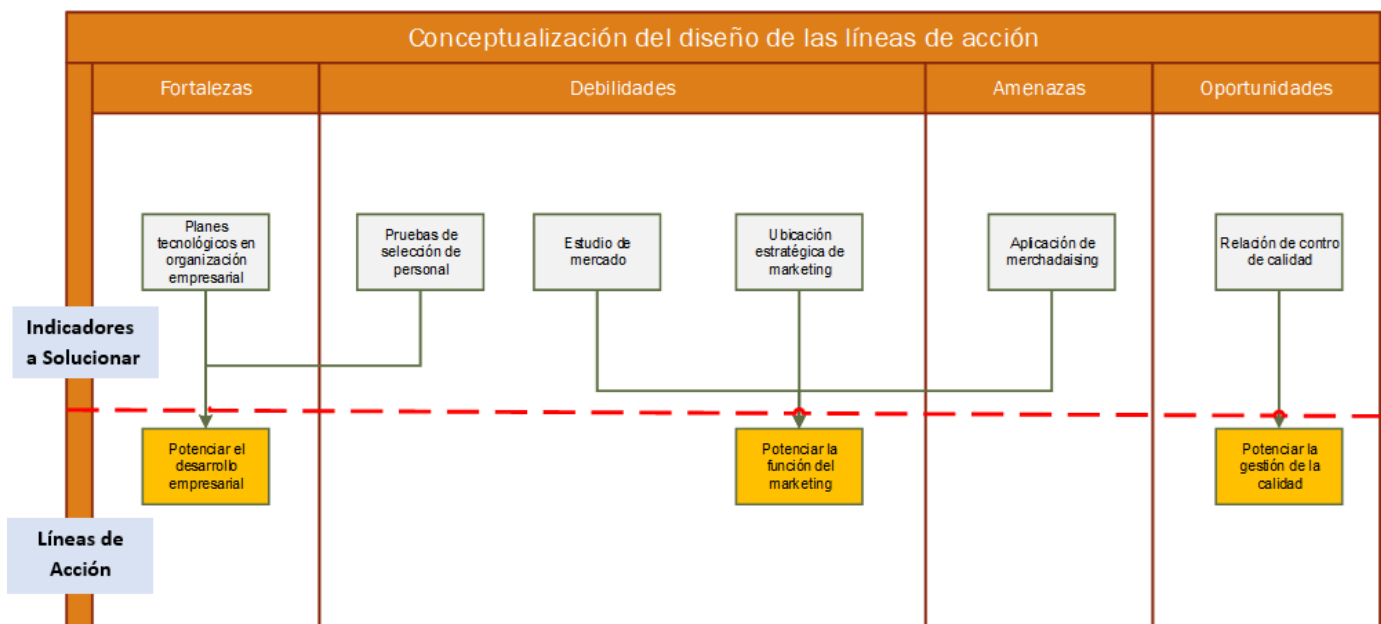 Conceptualización del diseño de las líneas de acción
Fortalezas
Debilidades
Amenazas
Oportunidades
Planes
tecnológicos en
organización
empresarial
Pruebas de
selección de
personal
Estudio de
mercado
Ubicación
estratégica de
marketing
Aplicación de
merchadaising
Relación de contro
de calidad
Indicadores
a Solucionar
Potenciar el
desarrollo
empresarial
Potenciar la
función del
marketing
Potenciar la
gestión de la
calidad
Líneas de
Acción